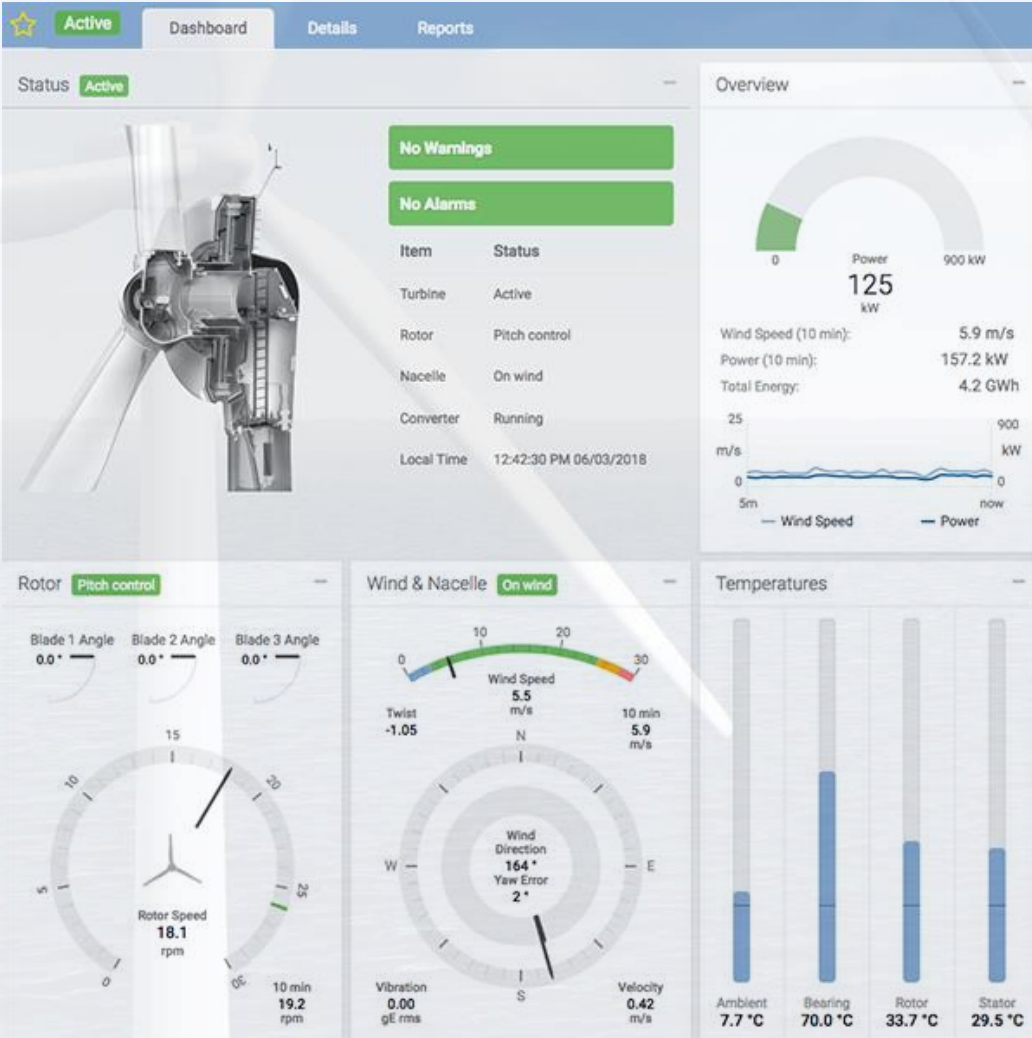 Active Dashboard Details Reports
Status Active
No Warnings
No Alarms
Item Status
Turbine Active
Rotor Pitch control
Nacelle On wind
Converter Running
Local Time 12:42:30 PM 06/03/2018
Overview
0 900 kW
Power
125
kW
Wind Speed (10 min): 5.9 m/s
Power (10 min): 157.2 kW
Total Energy: 4.2 GWh
25 900
m/s kW
0 0
5m now
Wind Speed Power
Rotor Pitch control
Blade 1 Angle Blade 2 Angle Blade 3 Angle
0.0 ° 0.0 ° 0.0 °
15
10 20
5 25
0 30
Rotor Speed
18.1
rpm
10 min
19.2
rpm
Wind & Nacelle On wind
10 20
0 30
Wind Speed
5.5
m/s
Twist
-1.05
10 min
5.9
m/s
N
W E
S
Wind
Direction
164 °
Yaw Error
2 °
Vibration
0.00
gE rms
Velocity
0.42
m/s
Temperatures
Ambient Bearing Rotor Stator
7.7 °C 70.0 °C 33.7 °C 29.5 °C